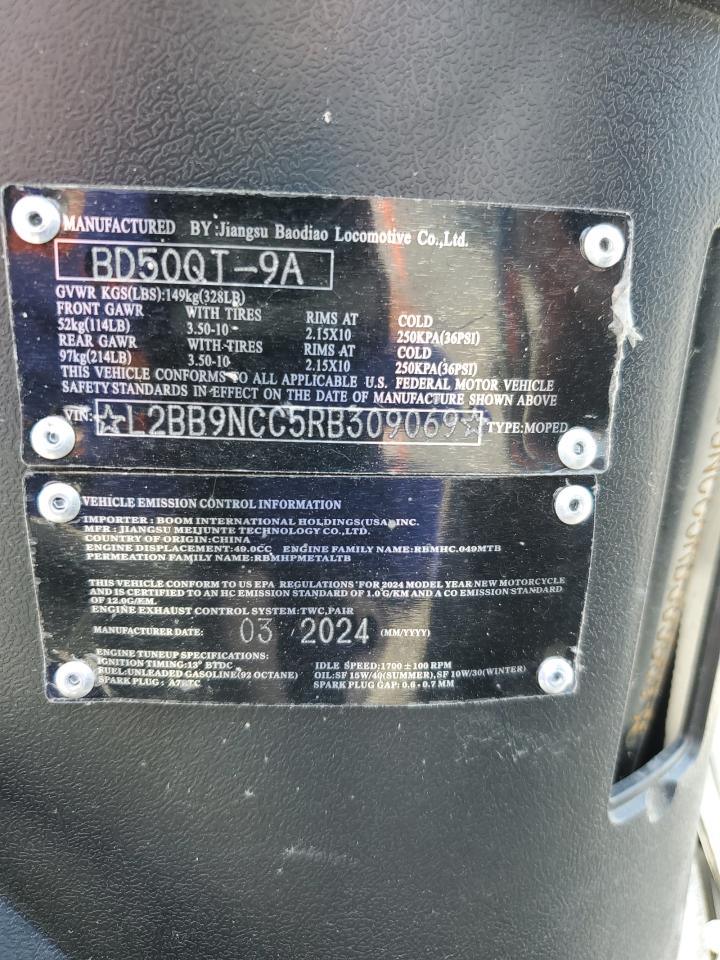 MANUFACTURED BY:Jiangsu Baodiao Locomotive Co.,Ltd.
BD50QT-9A
GVWR KGS(LBS):149kg(328LB)
FRONT GAWR WITH TIRES RIMS AT COLD
52kg(114LB) 3.50-10 2.15X10 250KPA(36PSI)
REAR GAWR WITH-TIRES RIMS AT COLD
97kg(214LB) 3.50-10 2.15X10 250KPA(36PSI)
THIS VEHICLE CONFORMS TO ALL APPLICABLE U.S. FEDERAL MOTOR VEHICLE
SAFETY STANDARDS IN EFFECT ON THE DATE OF MANUFACTURE SHOWN ABOVE
VIN: ☆L2BB9NCC5RB309069☆ TYPE:MOPED
VEHICLE EMISSION CONTROL INFORMATION
IMPORTER : BOOM INTERNATIONAL HOLDINGS(USA)INC.
MFR : JIANGSU MEIJUNTE TECHNOLOGY CO.,LTD.
COUNTRY OF ORIGIN:CHINA
ENGINE DISPLACEMENT:49.0CC ENGINE FAMILY NAME:RBMHC.049MTB
PERMEATION FAMILY NAME:RBMHPMETALTB
THIS VEHICLE CONFORMS TO US EPA REGULATIONS FOR 2024 MODEL YEAR NEW MOTORCYCLE
AND IS CERTIFIED TO AN HC EMISSION STANDARD OF 1.0 G/KM AND A CO EMISSION STANDARD
OF 12.0G/KM.
ENGINE EXHAUST CONTROL SYSTEM:TWC,PAIR
MANUFACTURER DATE: 03 / 2024 (MM/YYYY)
ENGINE TUNEUP SPECIFICATIONS:
IGNITION TIMING:13° BTDC IDLE SPEED:1700 ± 100 RPM
FUEL:UNLEADED GASOLINE(92 OCTANE) OIL:SF 15W/40(SUMMER),SF 10W/30(WINTER)
SPARK PLUG : A7RTC SPARK PLUG GAP: 0.6 - 0.7 MM